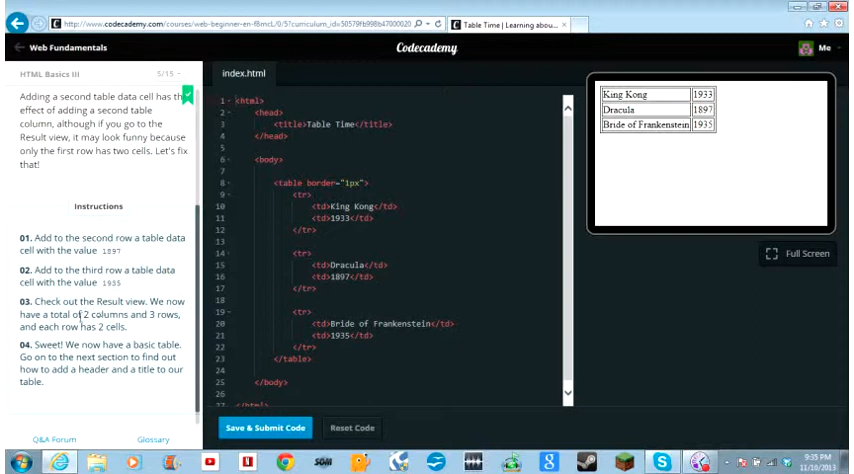 http://www.codecademy.com/courses/web-beginner-en-f8mcL/0/5?curriculum_id=50579fb998b47000020
Table Time | Learning abou...
Web Fundamentals
Codecademy
Me
HTML Basics III
5/15
index.html
Adding a second table data cell has the
effect of adding a second table
column, although if you go to the
Result view, it may look funny because
only the first row has two cells. Let's fix
that!
Instructions
01. Add to the second row a table data
cell with the value 1897
02. Add to the third row a table data
cell with the value 1935
03. Check out the Result view. We now
have a total of 2 columns and 3 rows,
and each row has 2 cells.
04. Sweet! We now have a basic table.
Go on to the next section to find out
how to add a header and a title to our
table.
Q&A Forum
Glossary
1 <html>
2 <head>
3 <title>Table Time</title>
4 </head>
5
6 <body>
7
8 <table border="1px">
9 <tr>
10 <td>King Kong</td>
11 <td>1933</td>
12 </tr>
13
14 <tr>
15 <td>Dracula</td>
16 <td>1897</td>
17 </tr>
18
19 <tr>
20 <td>Bride of Frankenstein</td>
21 <td>1935</td>
22 </tr>
23 </table>
24
25 </body>
26
27 </html>
Save & Submit Code
Reset Code
King Kong 1933
Dracula 1897
Bride of Frankenstein 1935
Full Screen
9:35 PM
11/10/2013